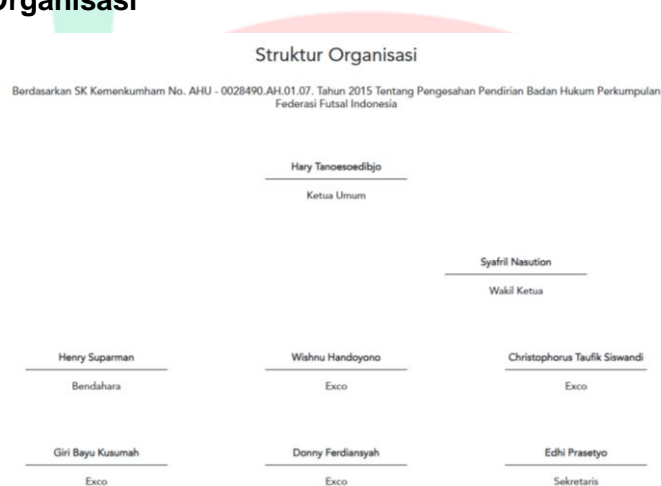 Organisasi
Struktur Organisasi
Berdasarkan SK Kemenkumham No. AHU - 0028490.AH.01.07. Tahun 2015 Tentang Pengesahan Pendirian Badan Hukum Perkumpulan
Federasi Futsal Indonesia
Hary Tanoesoedibjo
Ketua Umum
Syafril Nasution
Wakil Ketua
Henry Suparman
Wishnu Handoyono
Christophorus Taufik Siswandi
Bendahara
Exco
Exco
Giri Bayu Kusumah
Donny Ferdiansyah
Edhi Prasetyo
Exco
Exco
Sekretaris